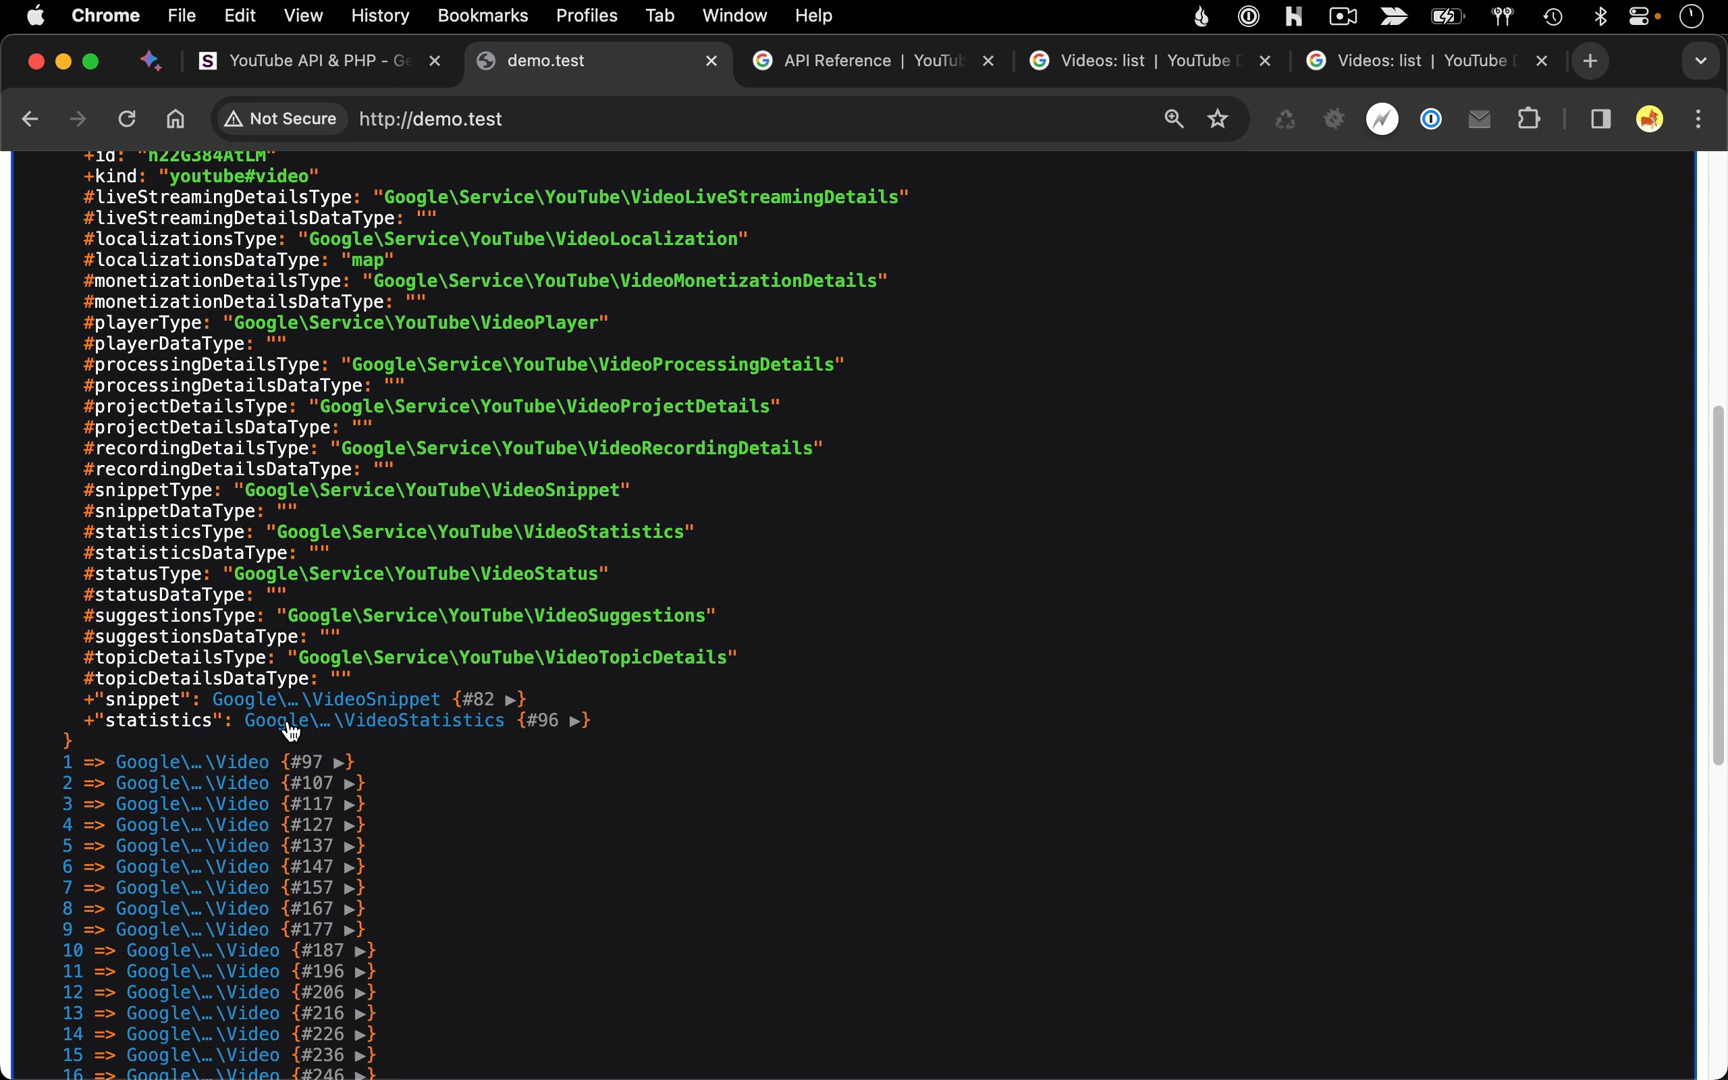 Chrome File Edit View History Bookmarks Profiles Tab Window Help
YouTube API & PHP - Ge demo.test API Reference | YouTub Videos: list | YouTube D Videos: list | YouTube D
Not Secure http://demo.test
+id: "n22G384AtLM"
+kind: "youtube#video"
#liveStreamingDetailsType: "Google\Service\YouTube\VideoLiveStreamingDetails"
#liveStreamingDetailsDataType: ""
#localizationsType: "Google\Service\YouTube\VideoLocalization"
#localizationsDataType: "map"
#monetizationDetailsType: "Google\Service\YouTube\VideoMonetizationDetails"
#monetizationDetailsDataType: ""
#playerType: "Google\Service\YouTube\VideoPlayer"
#playerDataType: ""
#processingDetailsType: "Google\Service\YouTube\VideoProcessingDetails"
#processingDetailsDataType: ""
#projectDetailsType: "Google\Service\YouTube\VideoProjectDetails"
#projectDetailsDataType: ""
#recordingDetailsType: "Google\Service\YouTube\VideoRecordingDetails"
#recordingDetailsDataType: ""
#snippetType: "Google\Service\YouTube\VideoSnippet"
#snippetDataType: ""
#statisticsType: "Google\Service\YouTube\VideoStatistics"
#statisticsDataType: ""
#statusType: "Google\Service\YouTube\VideoStatus"
#statusDataType: ""
#suggestionsType: "Google\Service\YouTube\VideoSuggestions"
#suggestionsDataType: ""
#topicDetailsType: "Google\Service\YouTube\VideoTopicDetails"
#topicDetailsDataType: ""
+"snippet": Google\…\VideoSnippet {#82 ▶}
+"statistics": Google\…\VideoStatistics {#96 ▶}
}
1 => Google\…\Video {#97 ▶}
2 => Google\…\Video {#107 ▶}
3 => Google\…\Video {#117 ▶}
4 => Google\…\Video {#127 ▶}
5 => Google\…\Video {#137 ▶}
6 => Google\…\Video {#147 ▶}
7 => Google\…\Video {#157 ▶}
8 => Google\…\Video {#167 ▶}
9 => Google\…\Video {#177 ▶}
10 => Google\…\Video {#187 ▶}
11 => Google\…\Video {#196 ▶}
12 => Google\…\Video {#206 ▶}
13 => Google\…\Video {#216 ▶}
14 => Google\…\Video {#226 ▶}
15 => Google\…\Video {#236 ▶}
16 => Google\…\Video {#246 ▶}